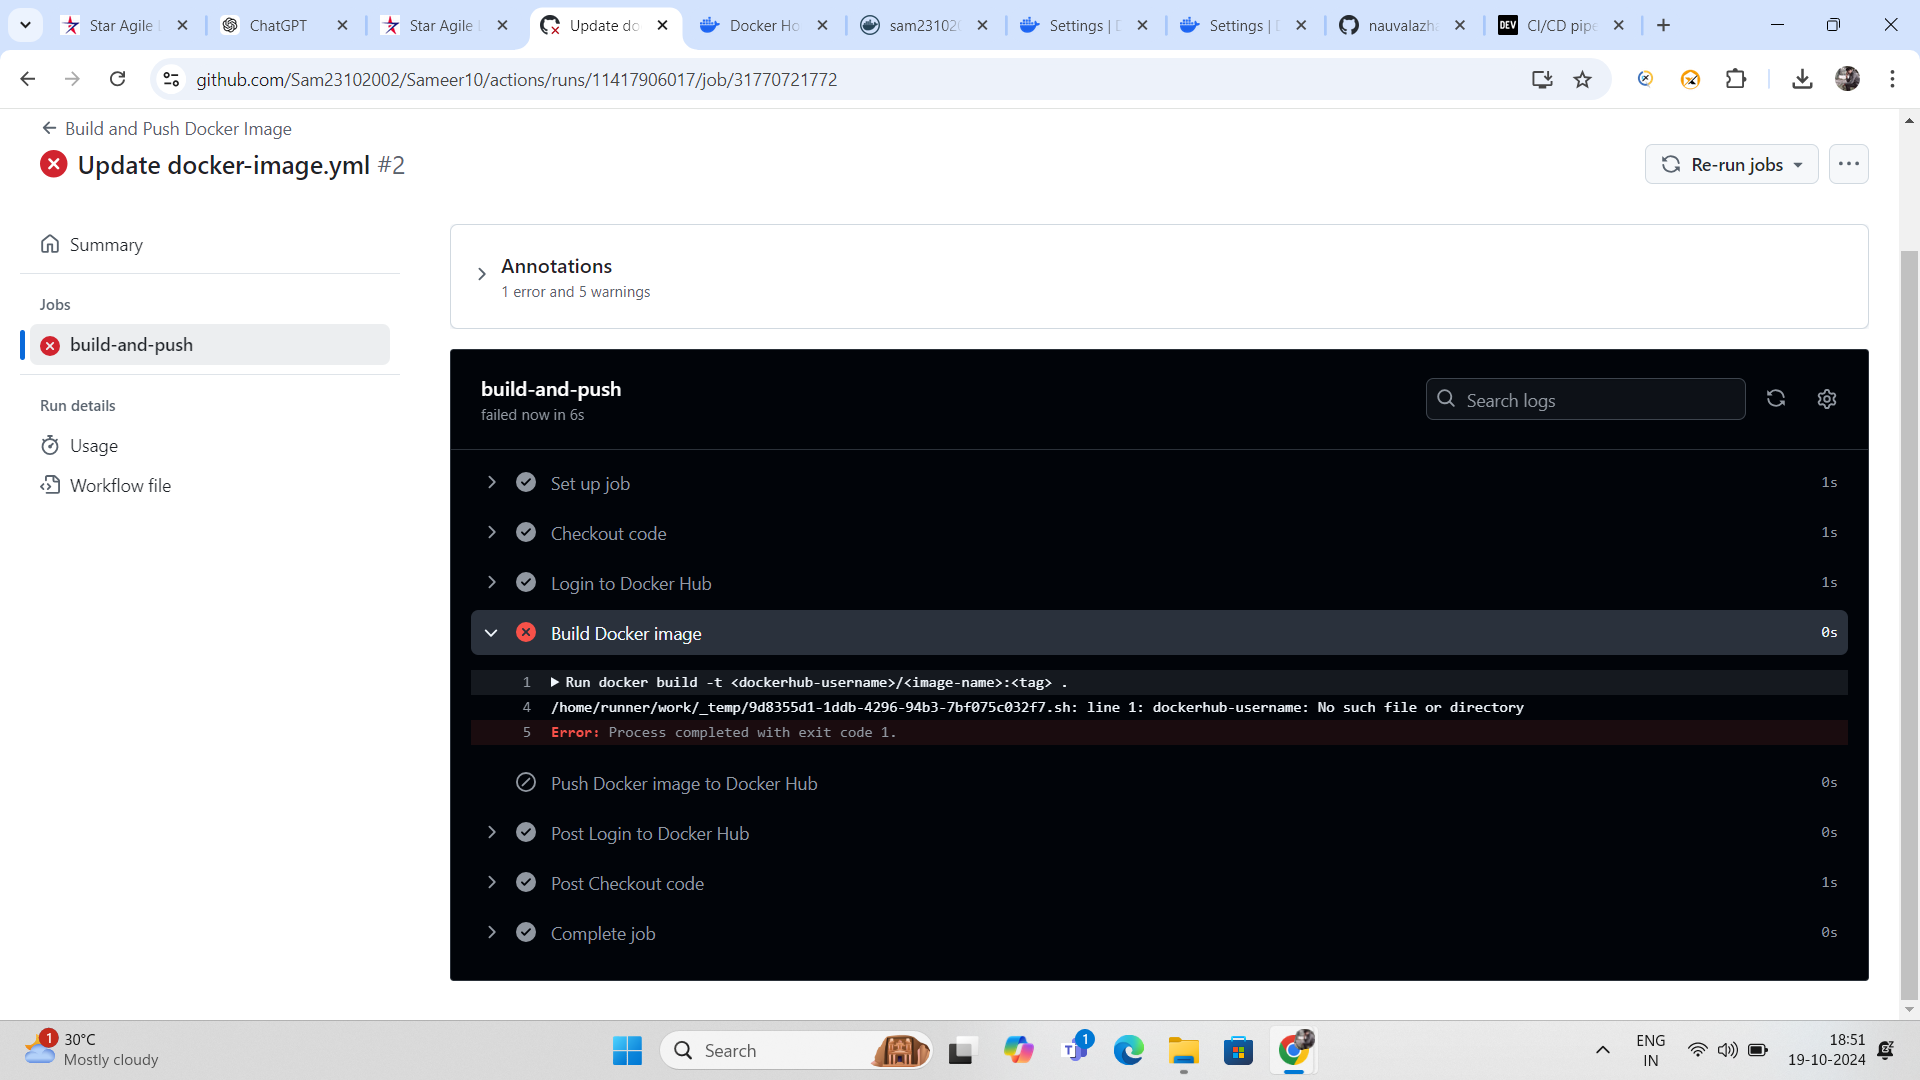 Star Agile
ChatGPT
Star Agile
Update do
Docker Ho
sam23102
Settings | D
Settings | D
nauvalazha
DEV
CI/CD pipe
github.com/Sam23102002/Sameer10/actions/runs/11417906017/job/31770721772
Build and Push Docker Image
Update docker-image.yml #2
Re-run jobs
Summary
Jobs
build-and-push
Run details
Usage
Workflow file
Annotations
1 error and 5 warnings
build-and-push
failed now in 6s
Search logs
Set up job
1s
Checkout code
1s
Login to Docker Hub
1s
Build Docker image
0s
1 Run docker build -t <dockerhub-username>/<image-name>:<tag> .
4 /home/runner/work/_temp/9d8355d1-1ddb-4296-94b3-7bf075c032f7.sh: line 1: dockerhub-username: No such file or directory
5 Error: Process completed with exit code 1.
Push Docker image to Docker Hub
0s
Post Login to Docker Hub
0s
Post Checkout code
1s
Complete job
0s
1
30°C
Mostly cloudy
Search
1
ENG
IN
18:51
19-10-2024